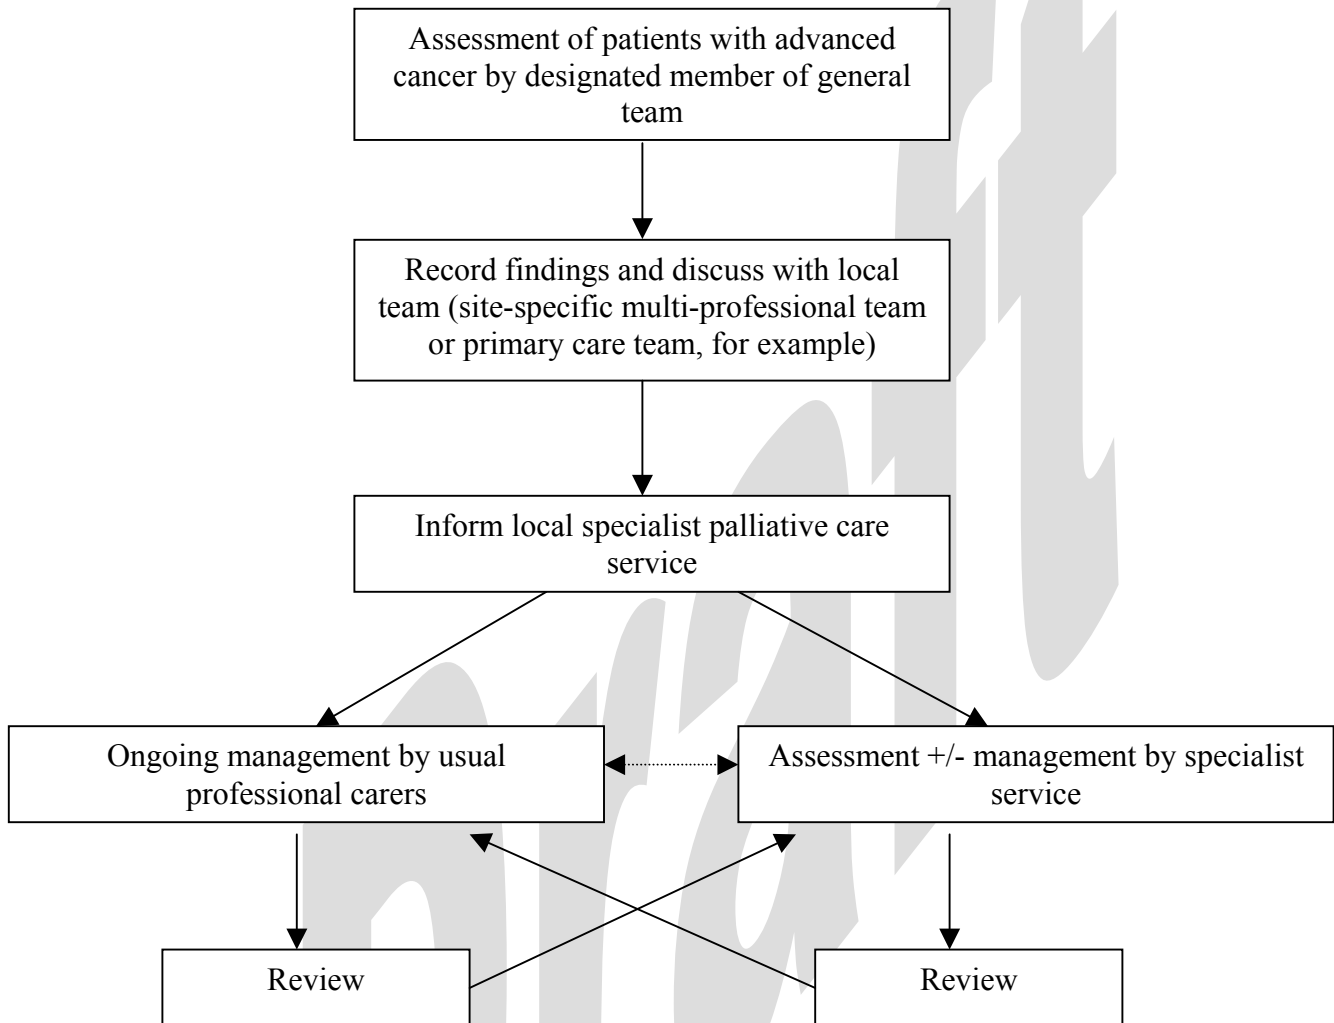 Assessment of patients with advanced
cancer by designated member of general
team
Record findings and discuss with local
team (site-specific multi-professional team
or primary care team, for example)
Inform local specialist palliative care
service
Ongoing management by usual
professional carers
Assessment +/- management by specialist
service
Review
Review
Draft